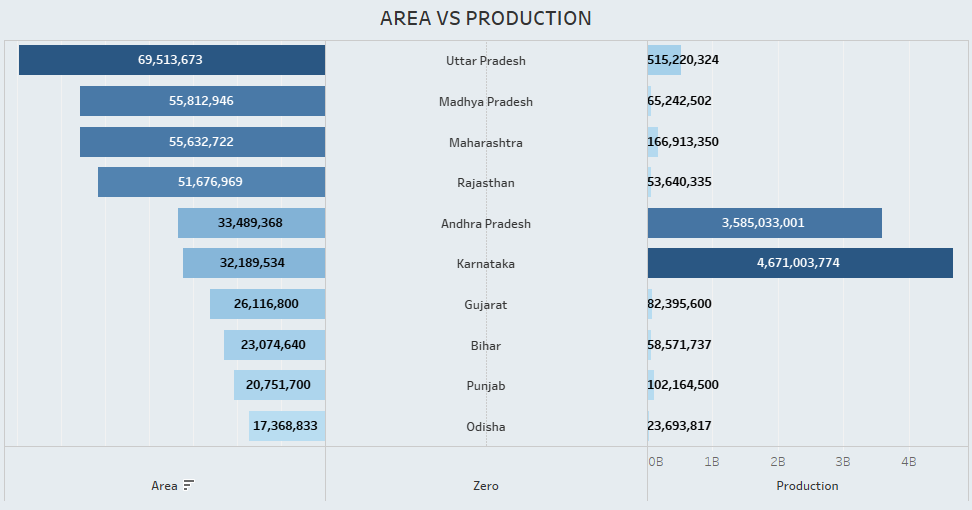 AREA VS PRODUCTION
69,513,673 Uttar Pradesh 515,220,324
55,812,946 Madhya Pradesh 65,242,502
55,632,722 Maharashtra 166,913,350
51,676,969 Rajasthan 53,640,335
33,489,368 Andhra Pradesh 3,585,033,001
32,189,534 Karnataka 4,671,003,774
26,116,800 Gujarat 82,395,600
23,074,640 Bihar 58,571,737
20,751,700 Punjab 102,164,500
17,368,833 Odisha 23,693,817
0B 1B 2B 3B 4B
Area Zero Production